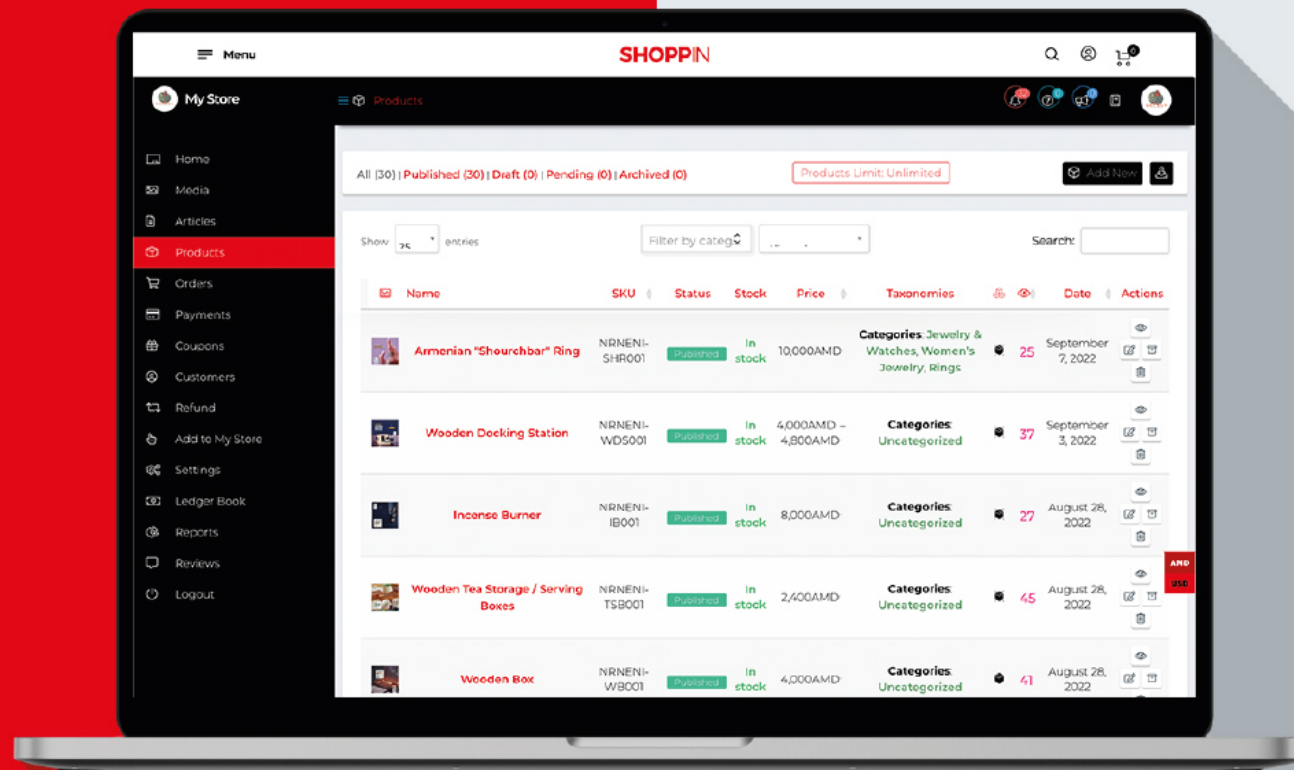 Menu
SHOPPIN
0
My Store
Products
Home
Media
Articles
Products
Orders
Payments
Coupons
Customers
Refund
Add to My Store
Settings
Ledger Book
Reports
Reviews
Logout
All (30) | Published (30) | Draft (0) | Pending (0) | Archived (0)
Products Limit: Unlimited
Add New
Show
entries
Filter by categ
Search:
Name SKU Status Stock Price Taxonomies Date Actions
Armenian "Shourchbar" Ring
NRNENI-
SHR001
Published
In
stock
10,000AMD
Categories: Jewelry &
Watches, Women's
Jewelry, Rings
25
September
7, 2022
Wooden Docking Station
NRNENI-
WDS001
Published
In
stock
4,000AMD –
4,800AMD
Categories:
Uncategorized
37
September
3, 2022
Incense Burner
NRNENI-
IB001
Published
In
stock
8,000AMD
Categories:
Uncategorized
27
August 28,
2022
Wooden Tea Storage / Serving
Boxes
NRNENI-
TSB001
Published
In
stock
2,400AMD
Categories:
Uncategorized
45
August 28,
2022
Wooden Box
NRNENI-
WB001
Published
In
stock
4,000AMD
Categories:
Uncategorized
41
August 28,
2022
AMD
USD